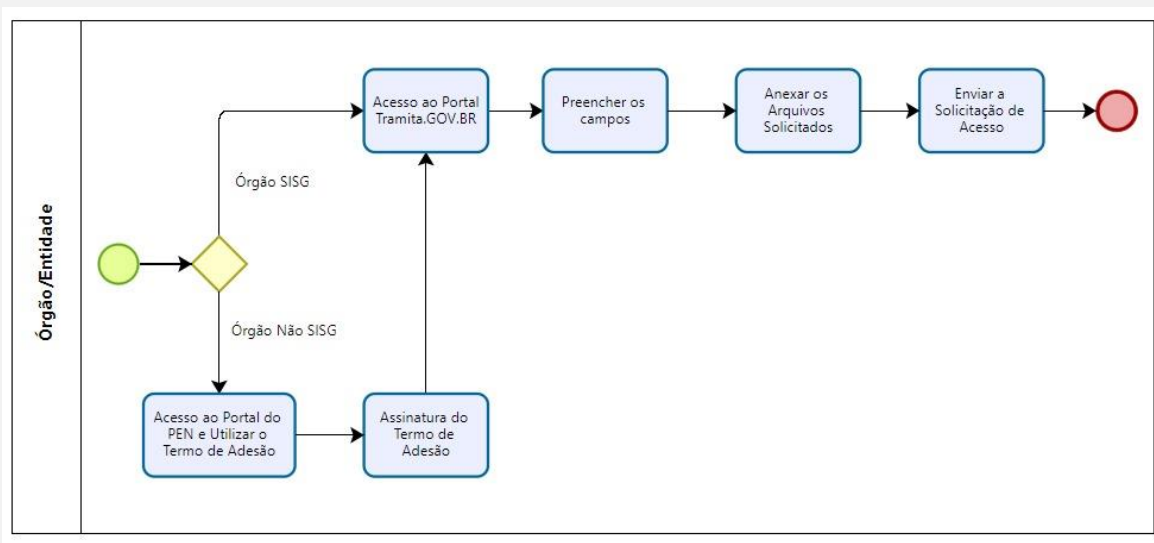 Órgão/Entidade
Acesso ao Portal
Tramita.GOV.BR
Preencher os
campos
Anexar os
Arquivos
Solicitados
Enviar a
Solicitação de
Acesso
Órgão SISG
Órgão Não SISG
Acesso ao Portal do
PEN e Utilizar o
Termo de Adesão
Assinatura do
Termo de
Adesão